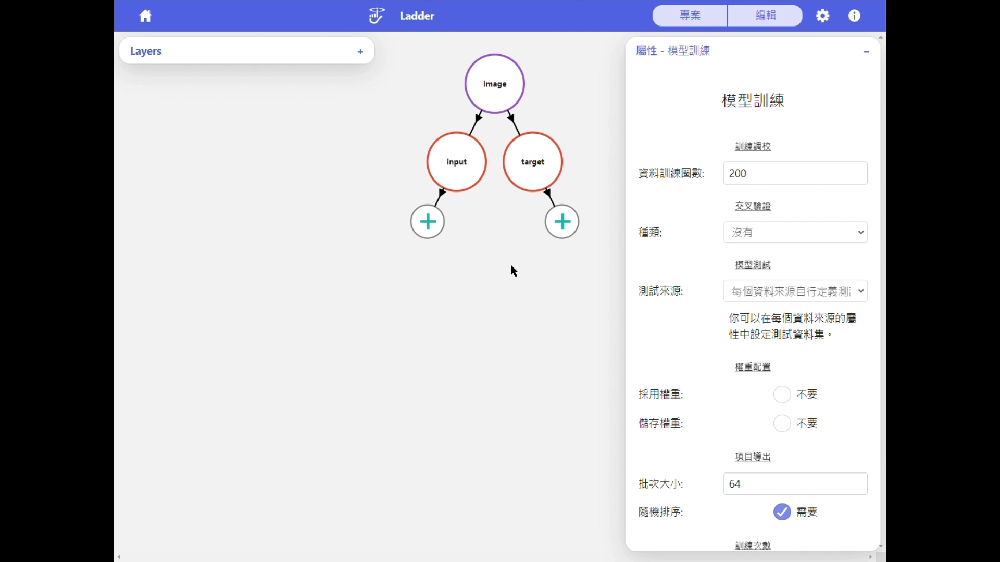 Ladder
專案
編輯
Layers
+
Image
input
target
屬性 - 模型訓練
模型訓練
訓練調校
資料訓練圈數: 200
交叉驗證
種類: 沒有
模型測試
測試來源: 每個資料來源自行定義測
你可以在每個資料來源的屬
性中設定測試資料集。
權重配置
採用權重: 不要
儲存權重: 不要
項目導出
批次大小: 64
隨機排序: 需要
訓練次數